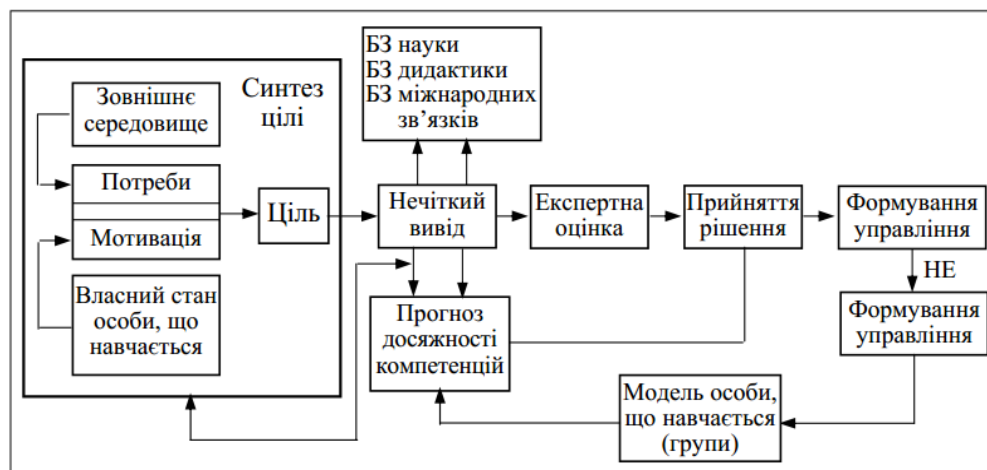 Зовнішнє
середовище
Синтез
цілі
Потреби
Мотивація
Власний стан
особи, що
навчається
Ціль
БЗ науки
БЗ дидактики
БЗ міжнародних
зв’язків
Нечіткий
вивід
Експертна
оцінка
Прийняття
рішення
Формування
управління
НЕ
Формування
управління
Прогноз
досяжності
компетенцій
Модель особи,
що навчається
(групи)